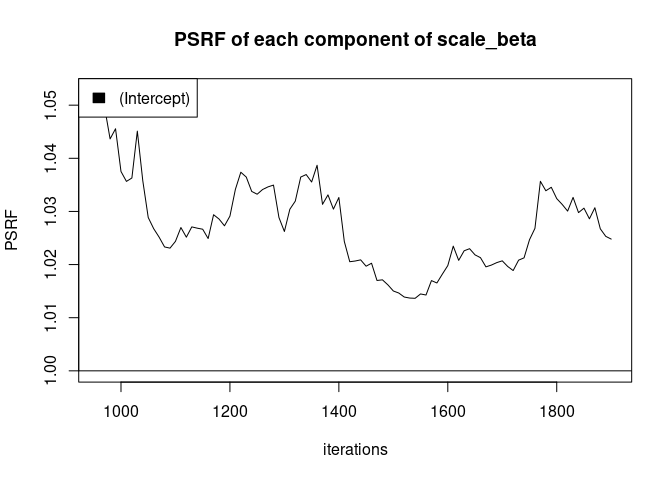 PSRF of each component of scale_beta
(Intercept)
1.05
1.04
1.03
1.02
1.01
1.00
PSRF
1000 1200 1400 1600 1800
iterations